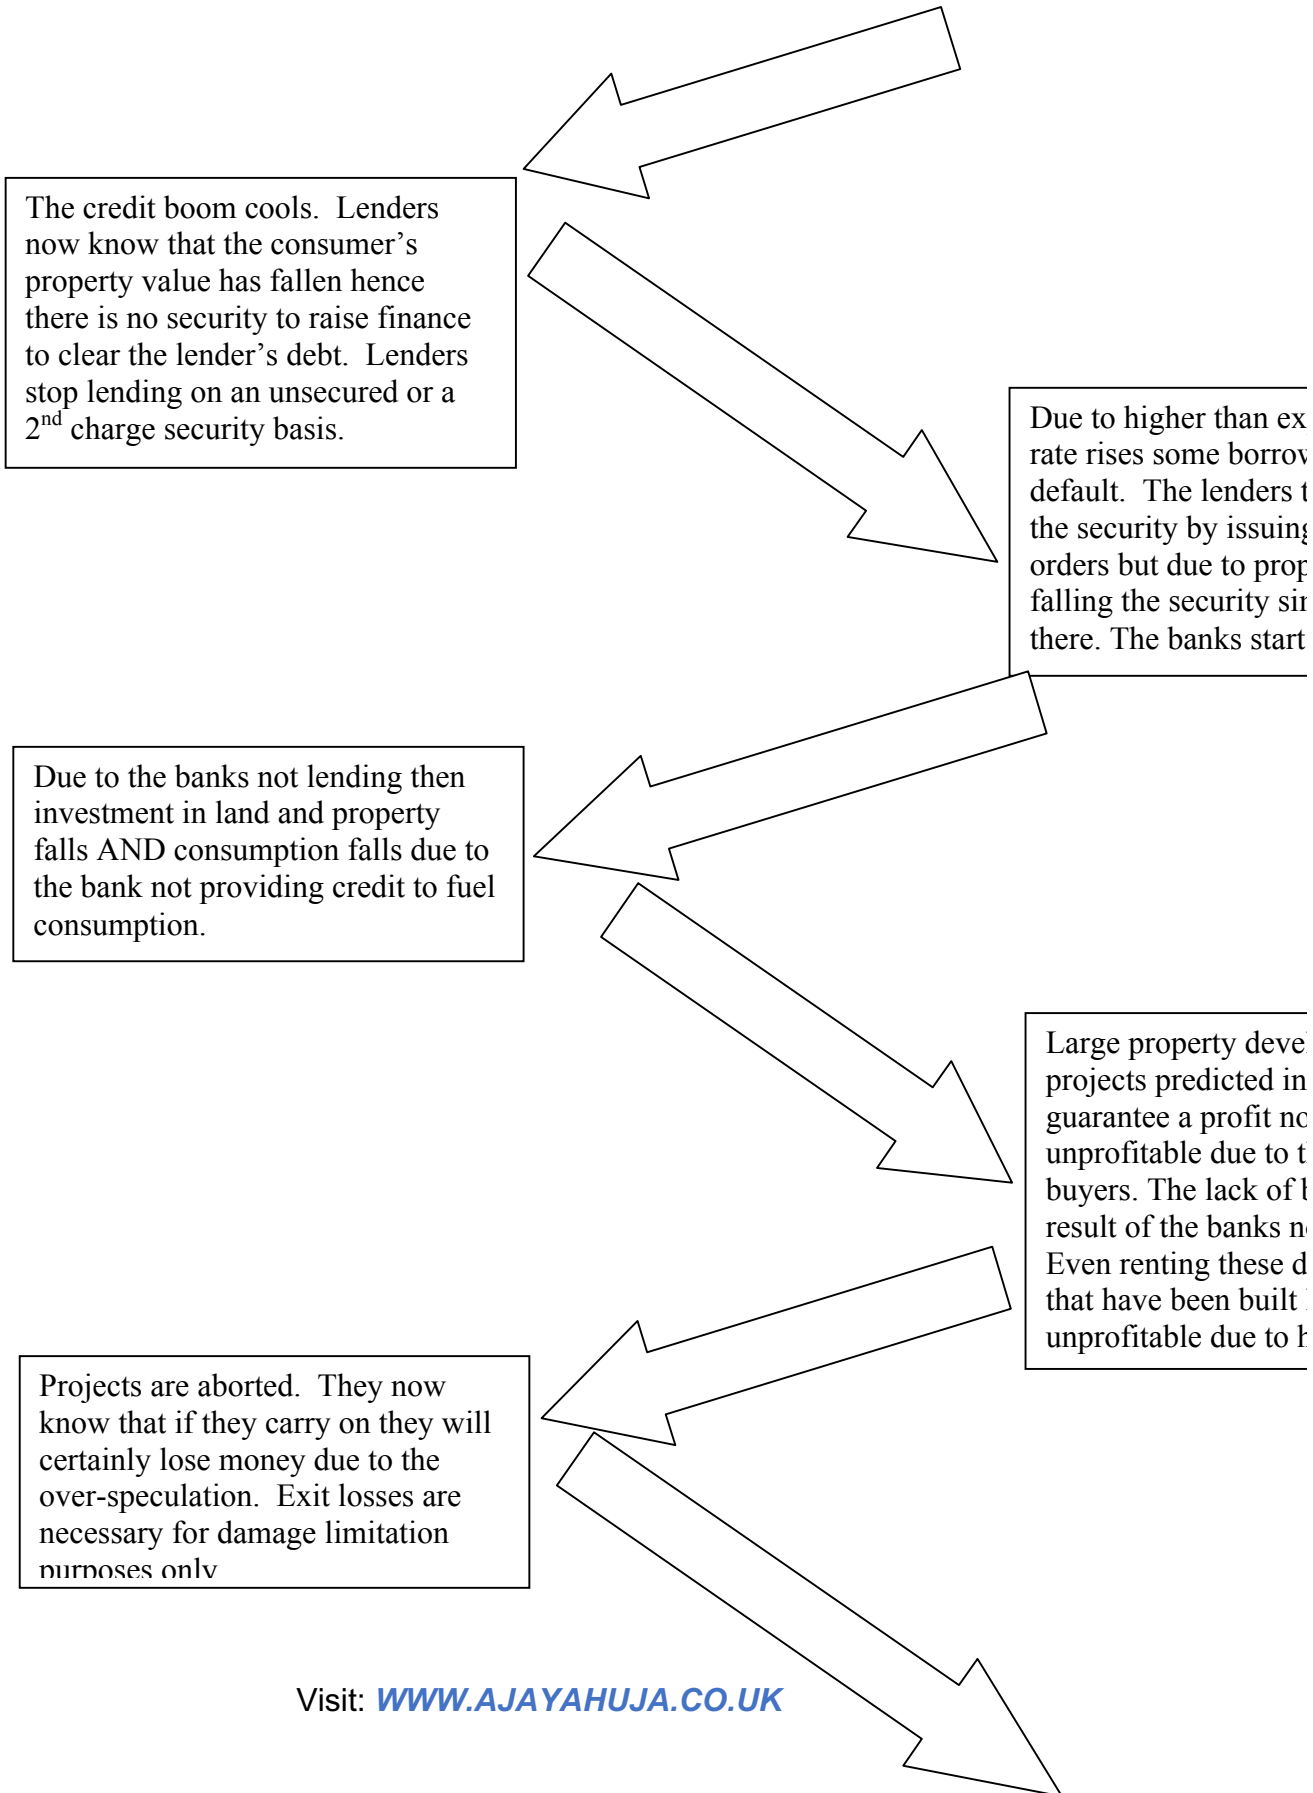 The credit boom cools. Lenders
now know that the consumer’s
property value has fallen hence
there is no security to raise finance
to clear the lender’s debt. Lenders
stop lending on an unsecured or a
2nd charge security basis.
Due to higher than
rate rises some
default. The lenders
the security by
orders but due to
falling the security
there. The banks start
Due to the banks not lending then
investment in land and property
falls AND consumption falls due to
the bank not providing credit to fuel
consumption.
Large property
projects predicted in
guarantee a profit
unprofitable due to
buyers. The lack of
result of the banks
Even renting these
that have been built
unprofitable due to
Projects are aborted. They now
know that if they carry on they will
certainly lose money due to the
over-speculation. Exit losses are
necessary for damage limitation
purposes only
Visit: WWW.AJAYAHUJA.CO.UK